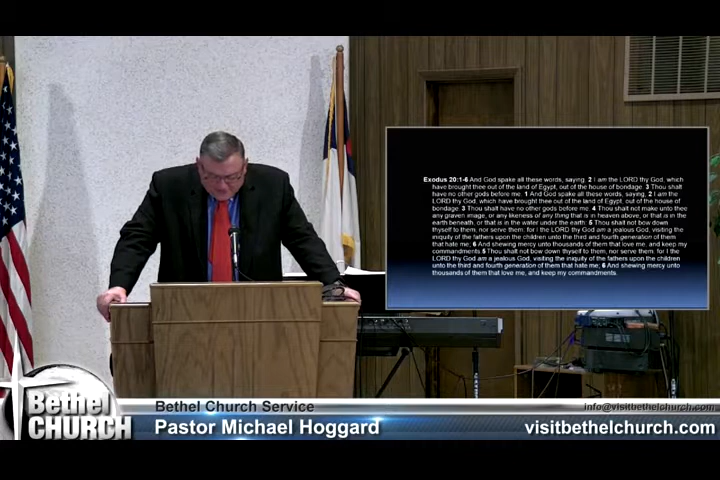 Exodus 20:1-6 And God spake all these words, saying, 2 I am the LORD thy God, which
have brought thee out of the land of Egypt, out of the house of bondage. 3 Thou shalt
have no other gods before me. 1 And God spake all these words, saying, 2 I am the
LORD thy God, which have brought thee out of the land of Egypt, out of the house of
bondage. 3 Thou shalt have no other gods before me. 4 Thou shalt not make unto thee
any graven image, or any likeness of any thing that is in heaven above, or that is in the
earth beneath, or that is in the water under the earth: 5 Thou shalt not bow down
thyself to them, nor serve them: for I the LORD thy God am a jealous God, visiting the
iniquity of the fathers upon the children unto the third and fourth generation of them
that hate me; 6 And shewing mercy unto thousands of them that love me, and keep my
commandments. 5 Thou shalt not bow down thyself to them, nor serve them: for I the
LORD thy God am a jealous God, visiting the iniquity of the fathers upon the children
unto the third and fourth generation of them that hate me; 6 And shewing mercy unto
thousands of them that love me, and keep my commandments.
Bethel
CHURCH
Bethel Church Service
info@visitbethelchurch.com
Pastor Michael Hoggard
visitbethelchurch.com